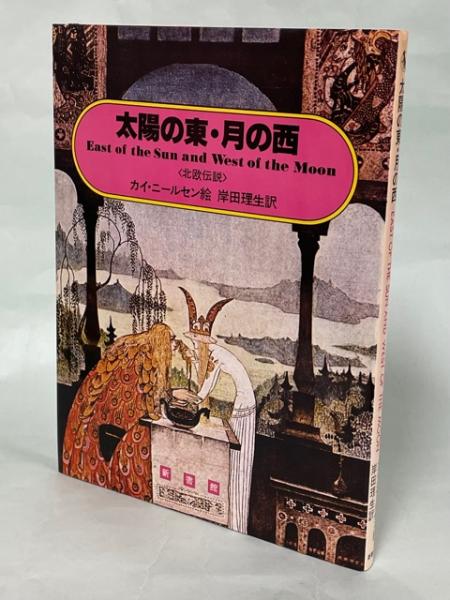 太陽の東・月の西
East of the Sun and West of the Moon
〈北欧伝説〉
カイ・ニールセン絵 岸田理生訳
新書館
太陽の東・月の西 EAST OF THE SUN AND WEST OF THE MOON 岸田理生訳